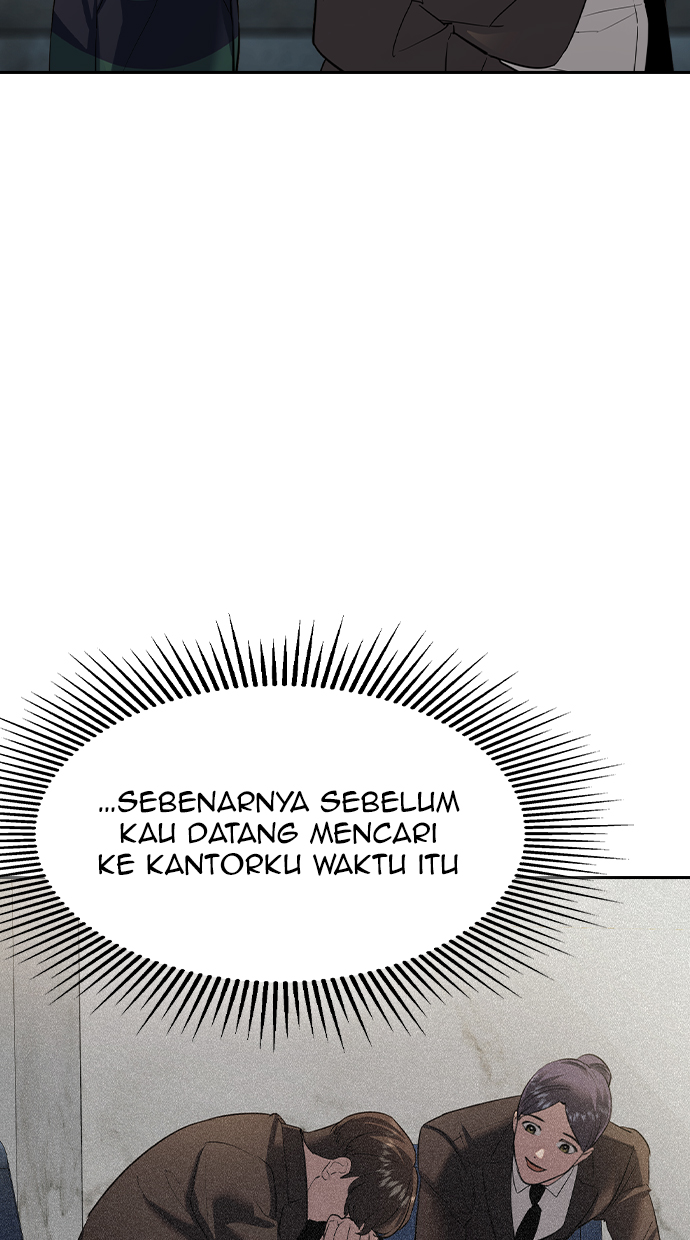 ...SEBENARNYA SEBELUM
KAU DATANG MENCARI
KE KANTORKU WAKTU ITU